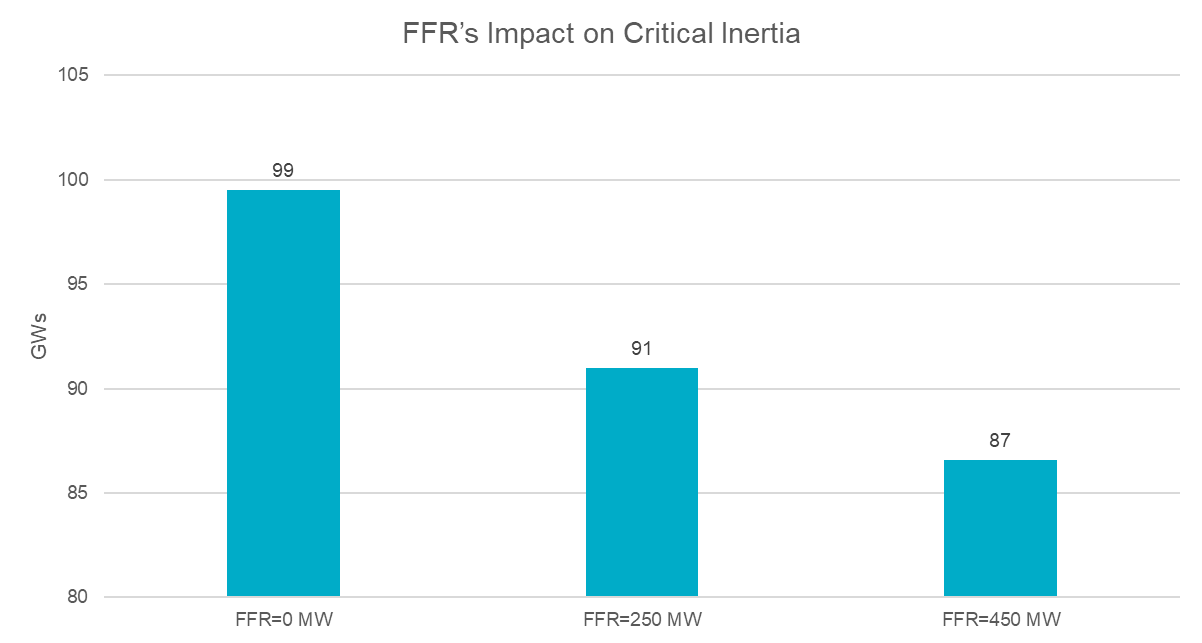 FFR’s Impact on Critical Inertia
105
100
95
90
85
80
GWs
99
91
87
FFR=0 MW
FFR=250 MW
FFR=450 MW